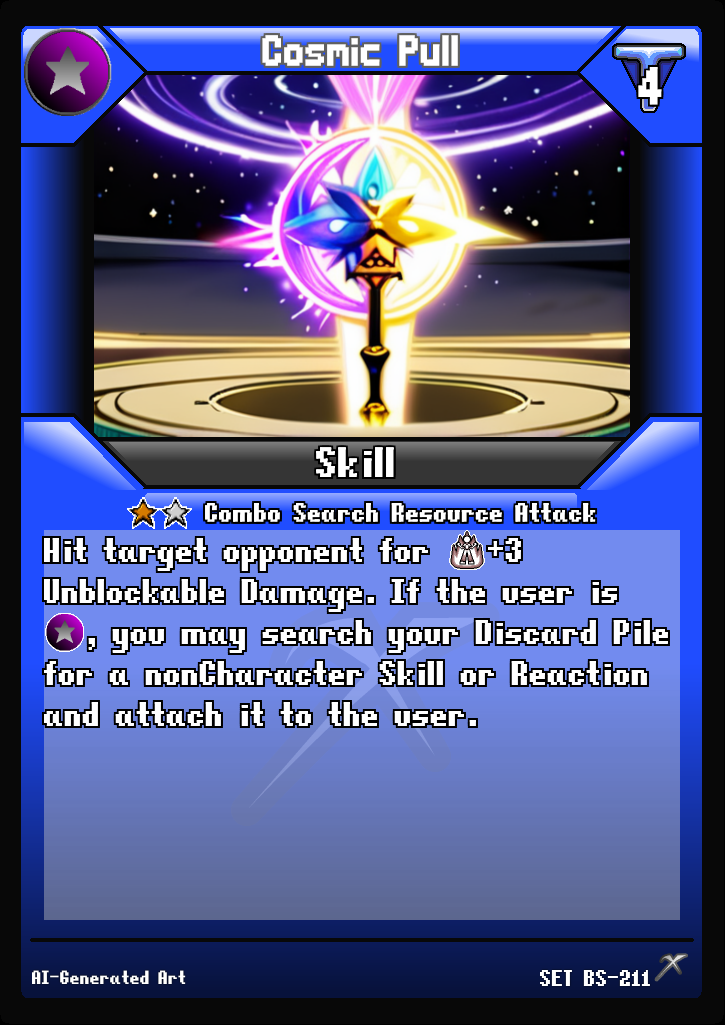 Cosmic Pull
4
Skill
Combo Search Resource Attack
Hit target opponent for +3
Unblockable Damage. If the user is
, you may search your Discard Pile
for a nonCharacter Skill or Reaction
and attach it to the user.
AI-Generated Art
SET BS-211